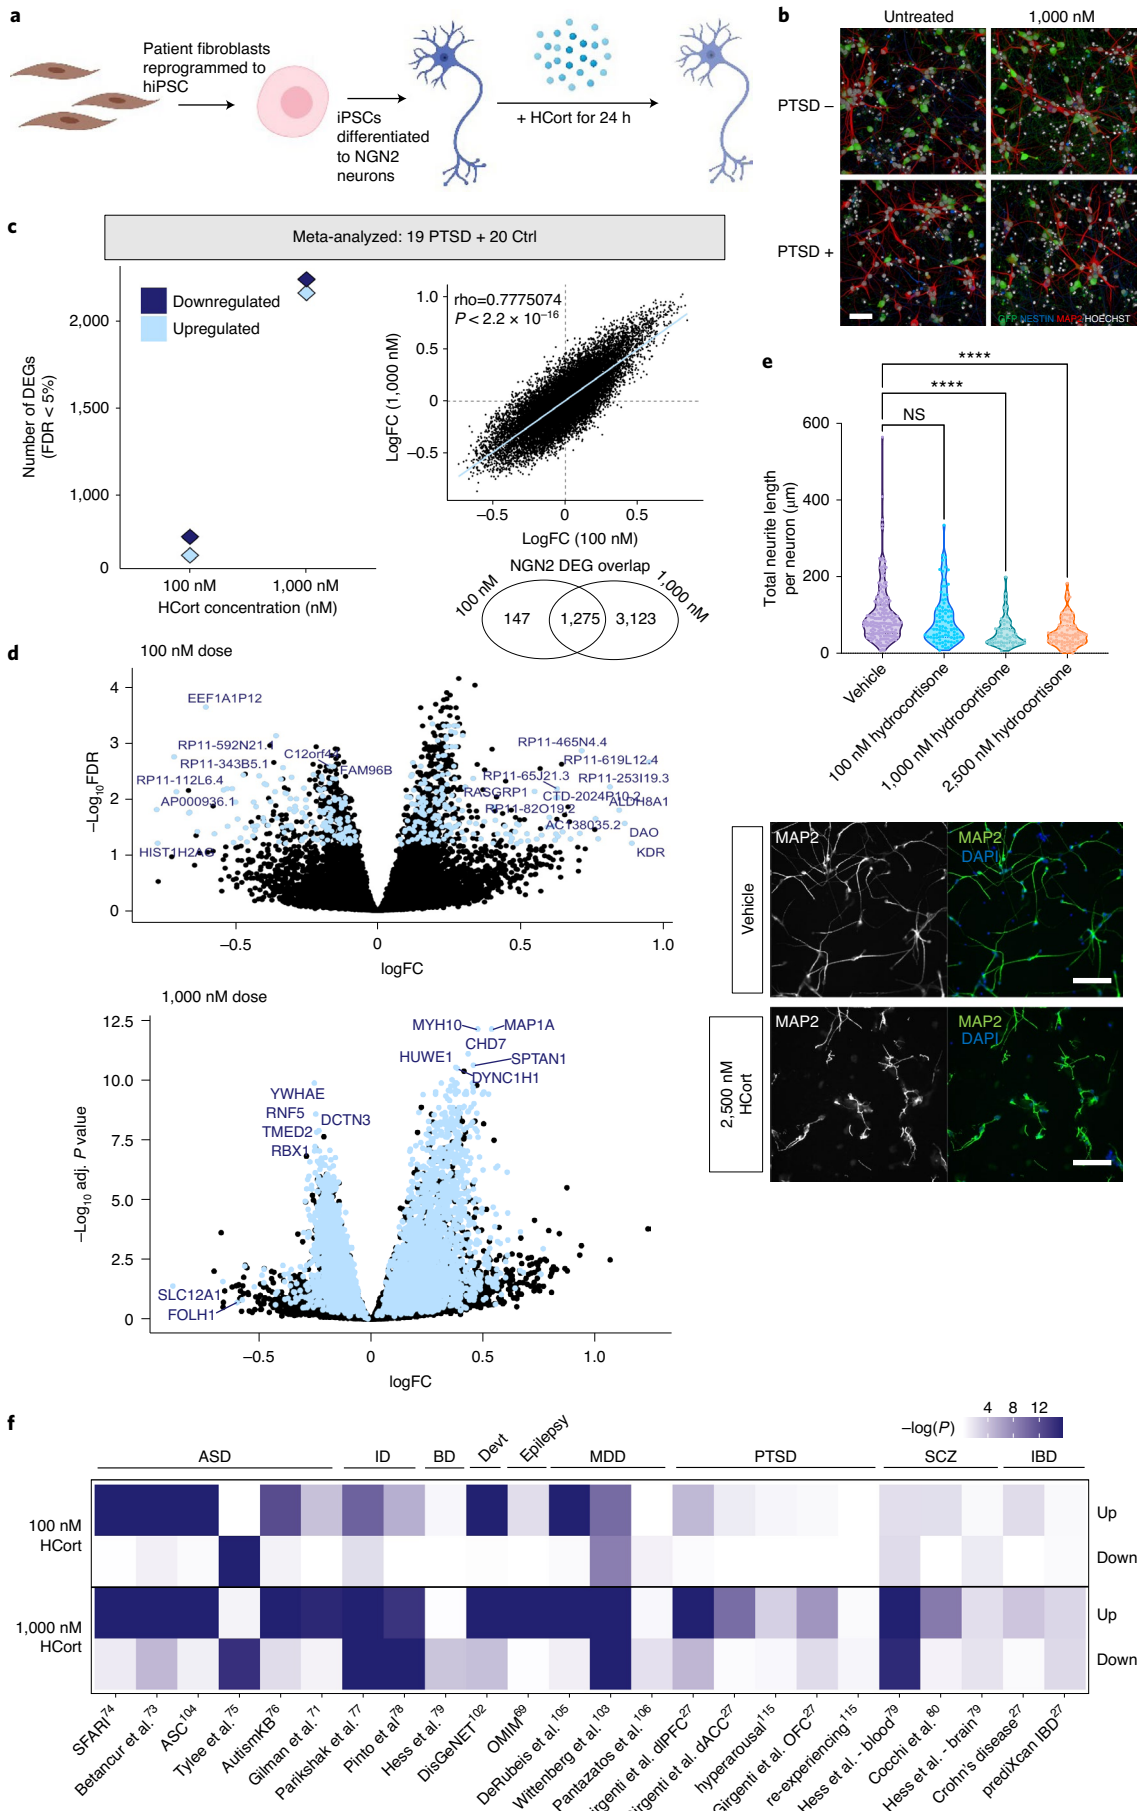 a
Patient fibroblasts
reprogrammed to
hiPSC
iPSCs
differentiated
to NGN2
neurons
+ HCort for 24 h
b
Untreated
1,000 nM
PTSD –
PTSD +
GFP NESTIN MAP2 HOECHST
c
Meta-analyzed: 19 PTSD + 20 Ctrl
Downregulated
Upregulated
Number of DEGs
(FDR < 5%)
2,000
1,500
1,000
0
100 nM
1,000 nM
HCort concentration (nM)
rho=0.7775074
P < 2.2 × 10⁻¹⁶
LogFC (1,000 nM)
1.0
0.5
0
–0.5
–0.5
0
0.5
LogFC (100 nM)
NGN2 DEG overlap
100 nM
1,000 nM
147
1,275
3,123
d
100 nM dose
–Log₁₀FDR
4
3
2
1
0
EEF1A1P12
RP11-592N21.1
C12orf42
RP11-343B5.1
FAM96B
RP11-112L6.4
AP000936.1
HIST1H2AG
RP11-465N4.4
RP11-619L12.4
RP11-65J21.3
RP11-253I19.3
RASGRP1
CTD-2024P10.2
RP11-82O19.2
ALDH8A1
AC138035.2
DAO
KDR
–0.5
0
0.5
1.0
logFC
1,000 nM dose
–Log₁₀ adj. P value
12.5
10.0
7.5
5.0
2.5
0
MYH10
MAP1A
CHD7
HUWE1
SPTAN1
DYNC1H1
YWHAE
RNF5
DCTN3
TMED2
RBX1
SLC12A1
FOLH1
–0.5
0
0.5
1.0
logFC
e
****
****
NS
Total neurite length
per neuron (μm)
600
400
200
0
Vehicle
100 nM hydrocortisone
1,000 nM hydrocortisone
2,500 nM hydrocortisone
Vehicle
MAP2
MAP2
DAPI
2,500 nM
HCort
MAP2
MAP2
DAPI
f
–log(P)
4 8 12
ASD
ID
BD
Devt
Epilepsy
MDD
PTSD
SCZ
IBD
100 nM
HCort
Up
Down
1,000 nM
HCort
Up
Down
SFARI⁷⁴
Betancur et al.⁷³
ASC¹⁰⁴
Tylee et al.⁷⁵
AutismKB⁷⁶
Gilman et al.⁷¹
Parikshak et al.⁷⁷
Pinto et al⁷⁸
Hess et al.⁷⁹
DisGeNET¹⁰²
OMIM⁶⁹
DeRubeis et al.¹⁰⁵
Wittenberg et al.¹⁰³
Pantazatos et al.¹⁰⁶
irgenti et al. dlPFC²⁷
irgenti et al. dACC²⁷
hyperarousal¹¹⁵
Girgenti et al. OFC²⁷
re-experiencing¹¹⁵
Hess et al. - blood⁷⁹
Cocchi et al.⁸⁰
Hess et al. - brain⁷⁹
Crohn's disease²⁷
prediXcan IBD²⁷